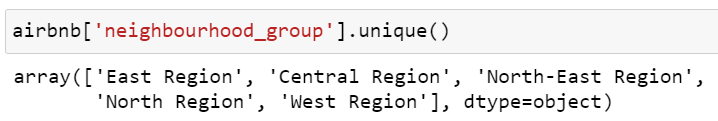 airbnb['neighbourhood_group'].unique()
array(['East Region', 'Central Region', 'North-East Region',
'North Region', 'West Region'], dtype=object)